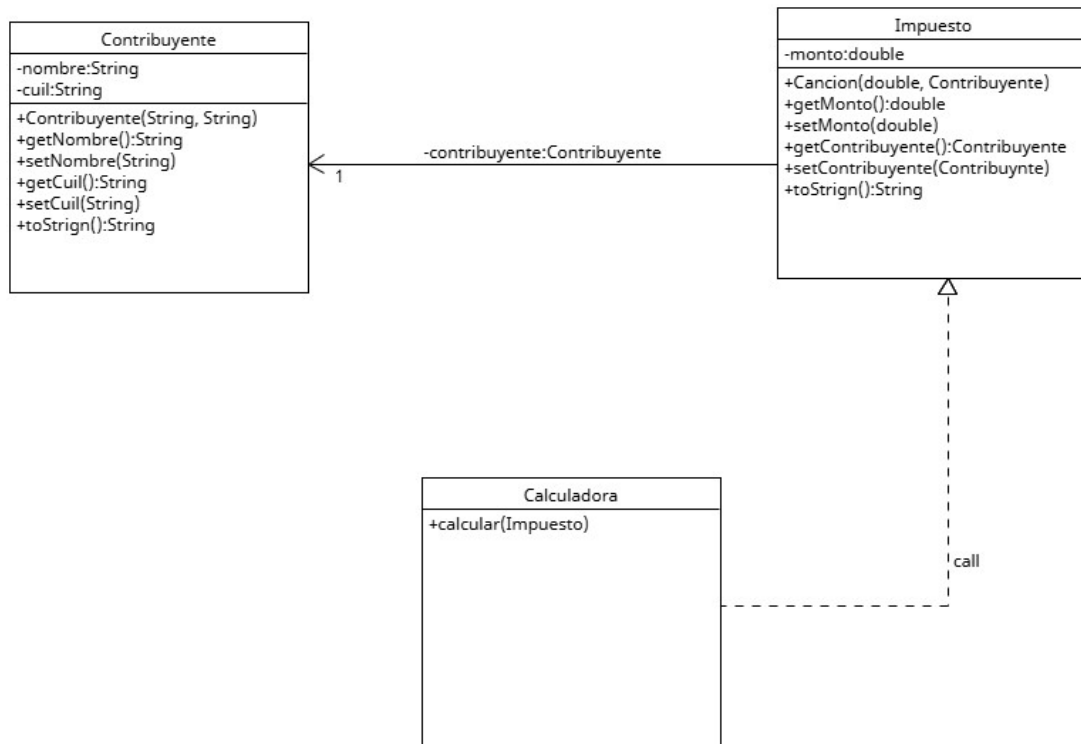 Contribuyente
-nombre:String
-cuil:String
+Contribuyente(String, String)
+getNombre():String
+setNombre(String)
+getCuil():String
+setCuil(String)
+toStrign():String
-contribuyente:Contribuyente
1
Impuesto
-monto:double
+Cancion(double, Contribuyente)
+getMonto():double
+setMonto(double)
+getContribuyente():Contribuyente
+setContribuyente(Contribuynte)
+toStrign():String
Calculadora
+calcular(Impuesto)
call